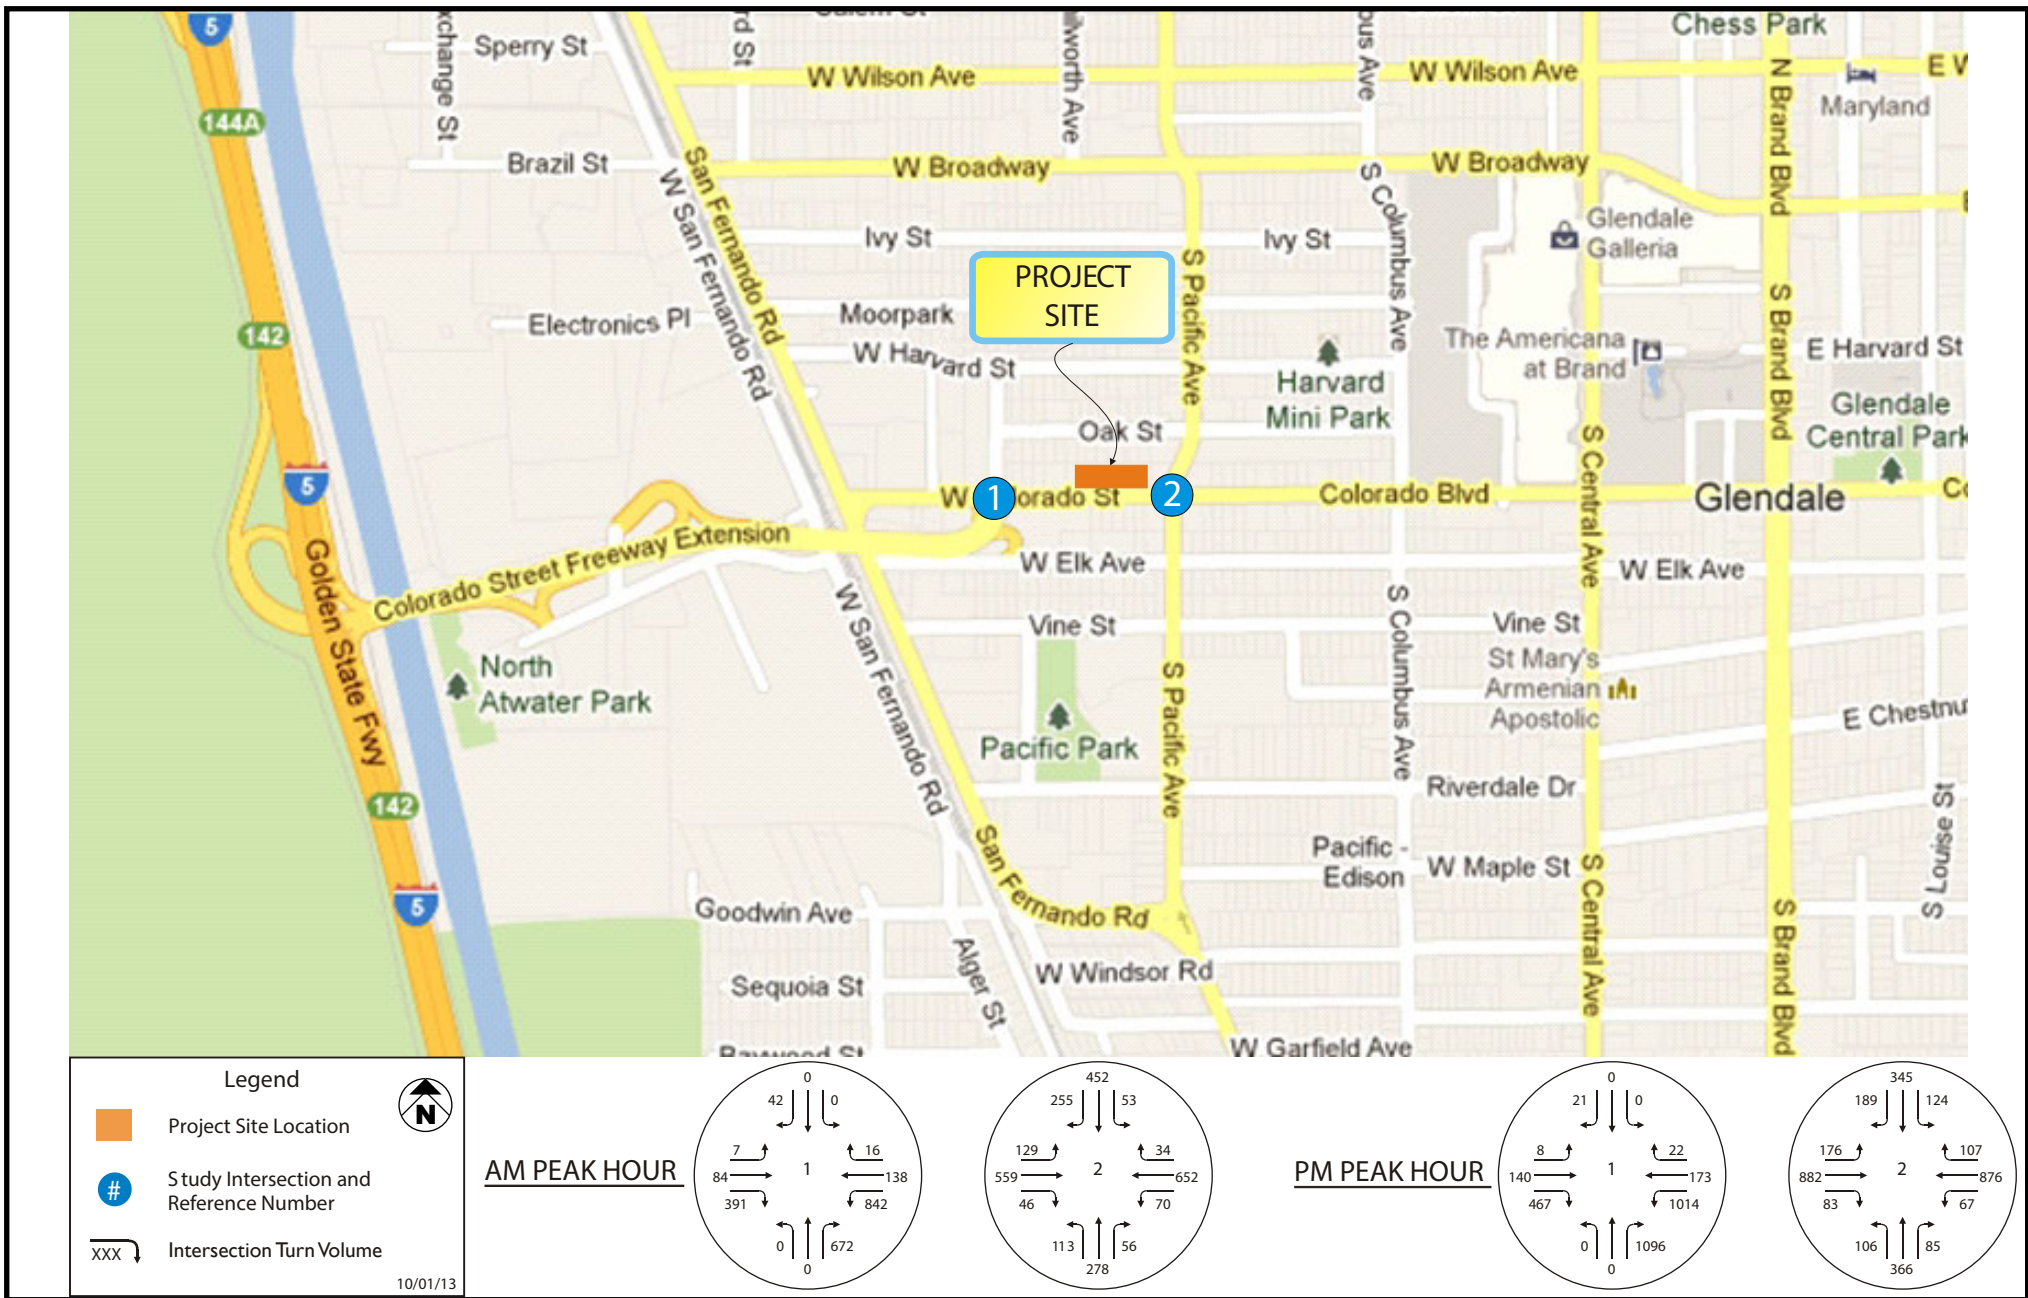 5
Sperry St
W Wilson Ave
W Wilson Ave
Chess Park
N Brand Blvd
Maryland
144A
Brazil St
San Fernando Rd
W San Fernando Rd
W Broadway
W Broadway
S Columbus Ave
Glendale
Galleria
Ivy St
Ivy St
PROJECT
SITE
S Pacific Ave
S Brand Blvd
142
Electronics Pl
Moorpark
W Harvard St
The Americana
at Brand
E Harvard St
Harvard
Mini Park
Glendale
Central Park
Oak St
S Central Ave
5
1
2
Colorado Blvd
Glendale
Golden State Fwy
Colorado Street Freeway Extension
W Elk Ave
W Elk Ave
W San Fernando Rd
Vine St
Vine St
S Columbus Ave
North
Atwater Park
St Mary's
Armenian
Apostolic
S Pacific Ave
Pacific Park
142
Riverdale Dr
S Louise St
San Fernando Rd
Pacific -
Edison
W Maple St
S Central Ave
5
Goodwin Ave
S Brand Blvd
Alger St
W Windsor Rd
Sequoia St
W Garfield Ave
Legend
N
Project Site Location
#
Study Intersection and
Reference Number
XXX
Intersection Turn Volume
10/01/13
AM PEAK HOUR
0
42 0
7 16
84 1 138
391 842
0 672
0
452
255 53
129 34
559 2 652
46 70
113 56
278
PM PEAK HOUR
0
21 0
8 22
140 1 173
467 1014
0 1096
0
345
189 124
176 107
882 2 876
83 67
106 85
366